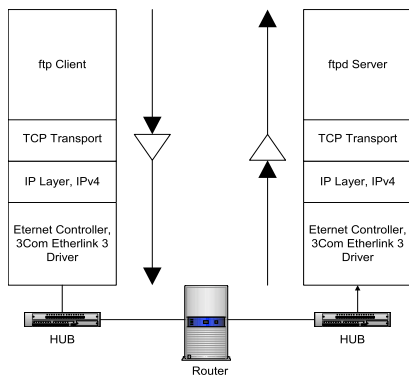 ftp Client
TCP Transport
IP Layer, IPv4
Eternet Controller,
3Com Etherlink 3
Driver
HUB
Router
ftpd Server
TCP Transport
IP Layer, IPv4
Eternet Controller,
3Com Etherlink 3
Driver
HUB